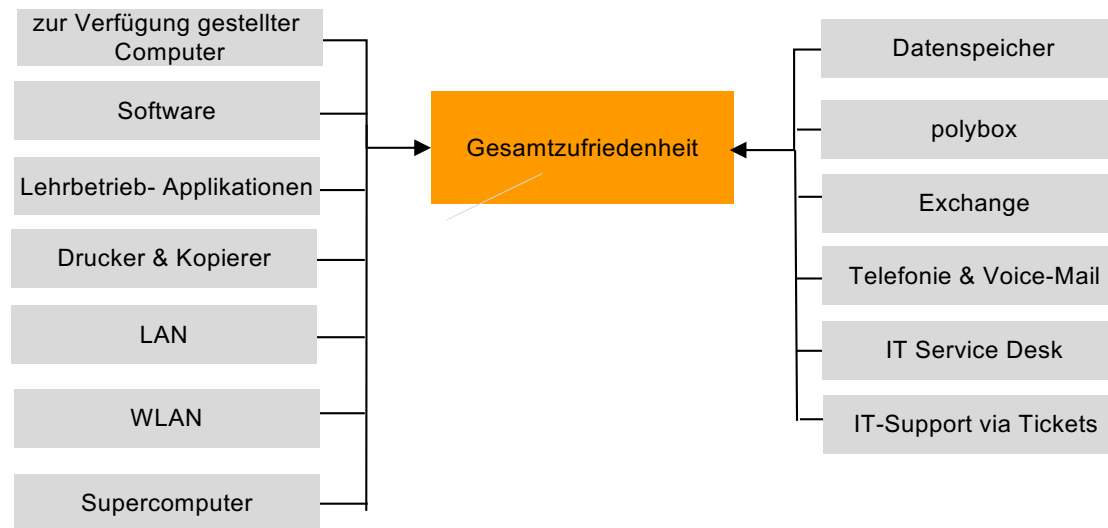 zur Verfügung gestellter
Computer
Software
Lehrbetrieb- Applikationen
Drucker & Kopierer
LAN
WLAN
Supercomputer
Gesamtzufriedenheit
Datenspeicher
polybox
Exchange
Telefonie & Voice-Mail
IT Service Desk
IT-Support via Tickets